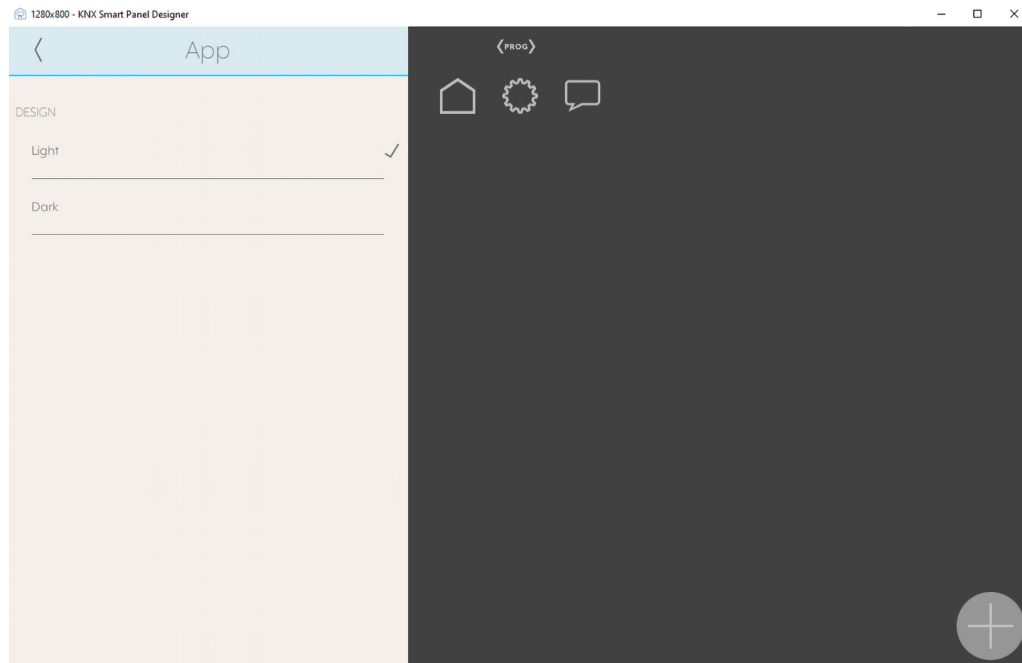 1280x800 - KNX Smart Panel Designer
App
PROG
DESIGN
Light
Dark